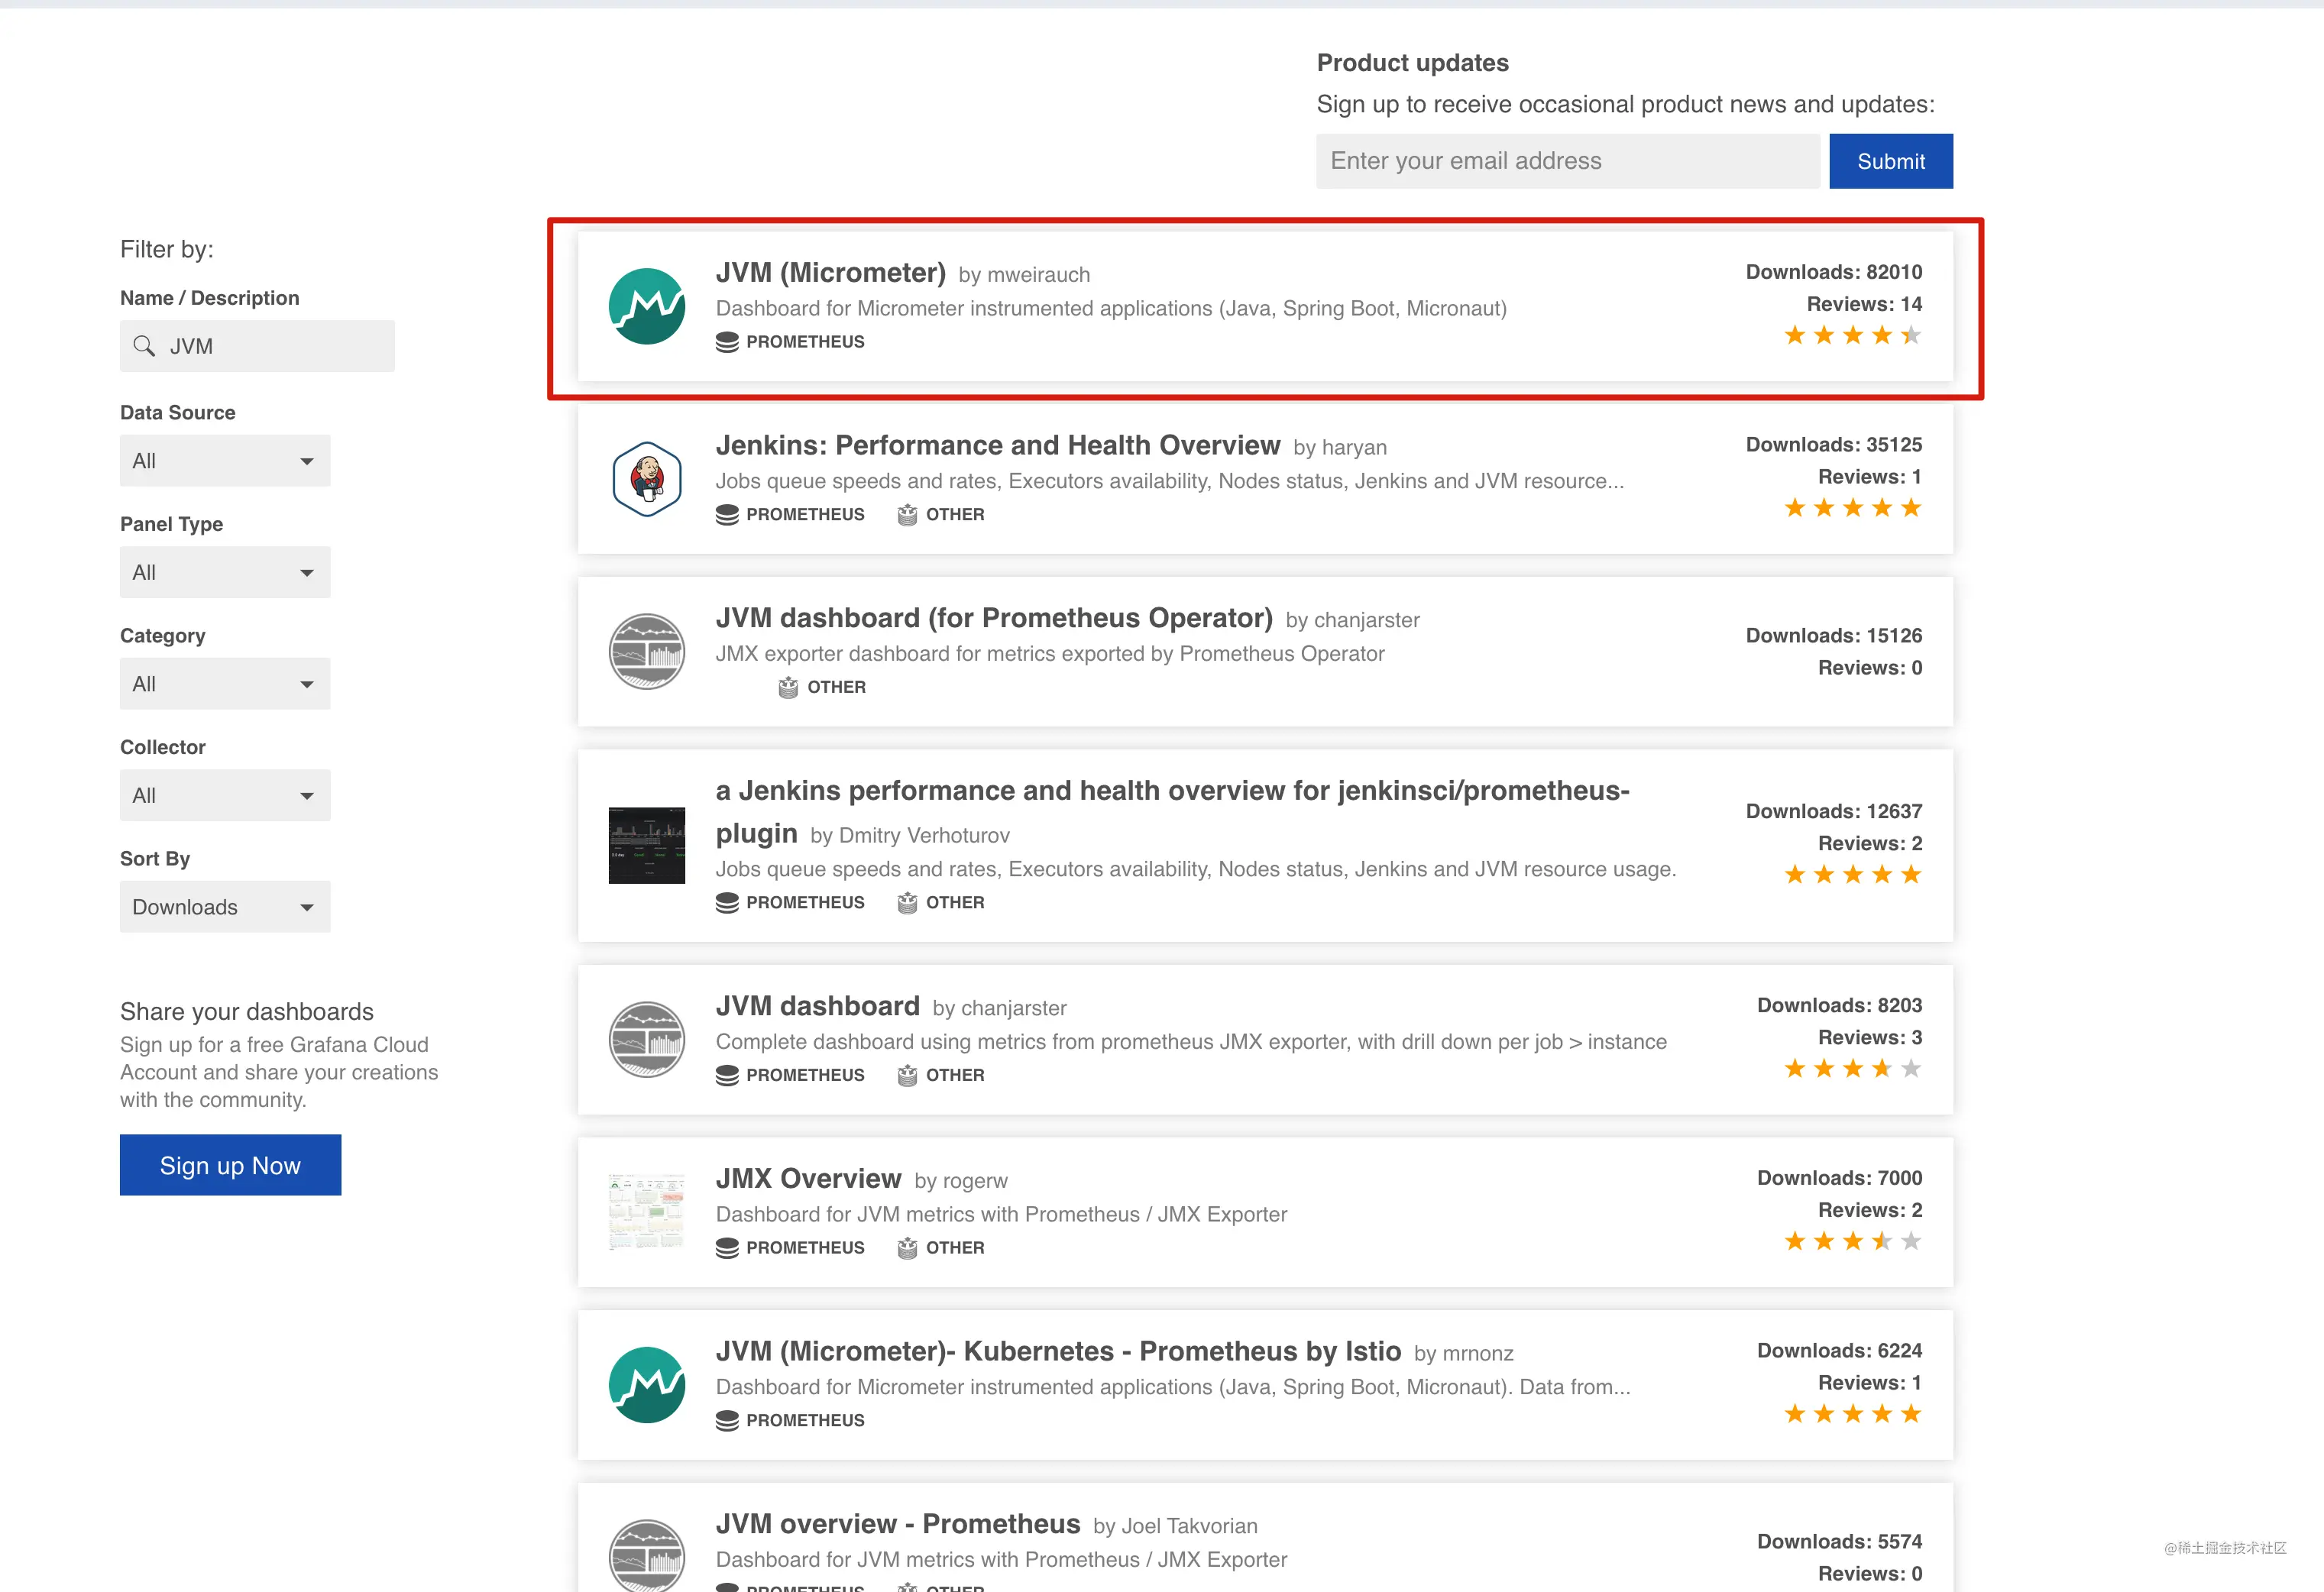 Product updates
Sign up to receive occasional product news and updates:
Enter your email address
Submit
Filter by:
Name / Description
JVM
Data Source
All
Panel Type
All
Category
All
Collector
All
Sort By
Downloads
Share your dashboards
Sign up for a free Grafana Cloud
Account and share your creations
with the community.
Sign up Now
JVM (Micrometer) by mweirauch
Dashboard for Micrometer instrumented applications (Java, Spring Boot, Micronaut)
PROMETHEUS
Downloads: 82010
Reviews: 14
Jenkins: Performance and Health Overview by haryan
Jobs queue speeds and rates, Executors availability, Nodes status, Jenkins and JVM resource...
PROMETHEUS OTHER
Downloads: 35125
Reviews: 1
JVM dashboard (for Prometheus Operator) by chanjarster
JMX exporter dashboard for metrics exported by Prometheus Operator
OTHER
Downloads: 15126
Reviews: 0
a Jenkins performance and health overview for jenkinsci/prometheus-
plugin by Dmitry Verhoturov
Jobs queue speeds and rates, Executors availability, Nodes status, Jenkins and JVM resource usage.
PROMETHEUS OTHER
Downloads: 12637
Reviews: 2
JVM dashboard by chanjarster
Complete dashboard using metrics from prometheus JMX exporter, with drill down per job > instance
PROMETHEUS OTHER
Downloads: 8203
Reviews: 3
JMX Overview by rogerw
Dashboard for JVM metrics with Prometheus / JMX Exporter
PROMETHEUS OTHER
Downloads: 7000
Reviews: 2
JVM (Micrometer)- Kubernetes - Prometheus by Istio by mrnonz
Dashboard for Micrometer instrumented applications (Java, Spring Boot, Micronaut). Data from...
PROMETHEUS
Downloads: 6224
Reviews: 1
JVM overview - Prometheus by Joel Takvorian
Dashboard for JVM metrics with Prometheus / JMX Exporter
PROMETHEUS OTHER
Downloads: 5574
Reviews: 0
@稀土掘金技术社区